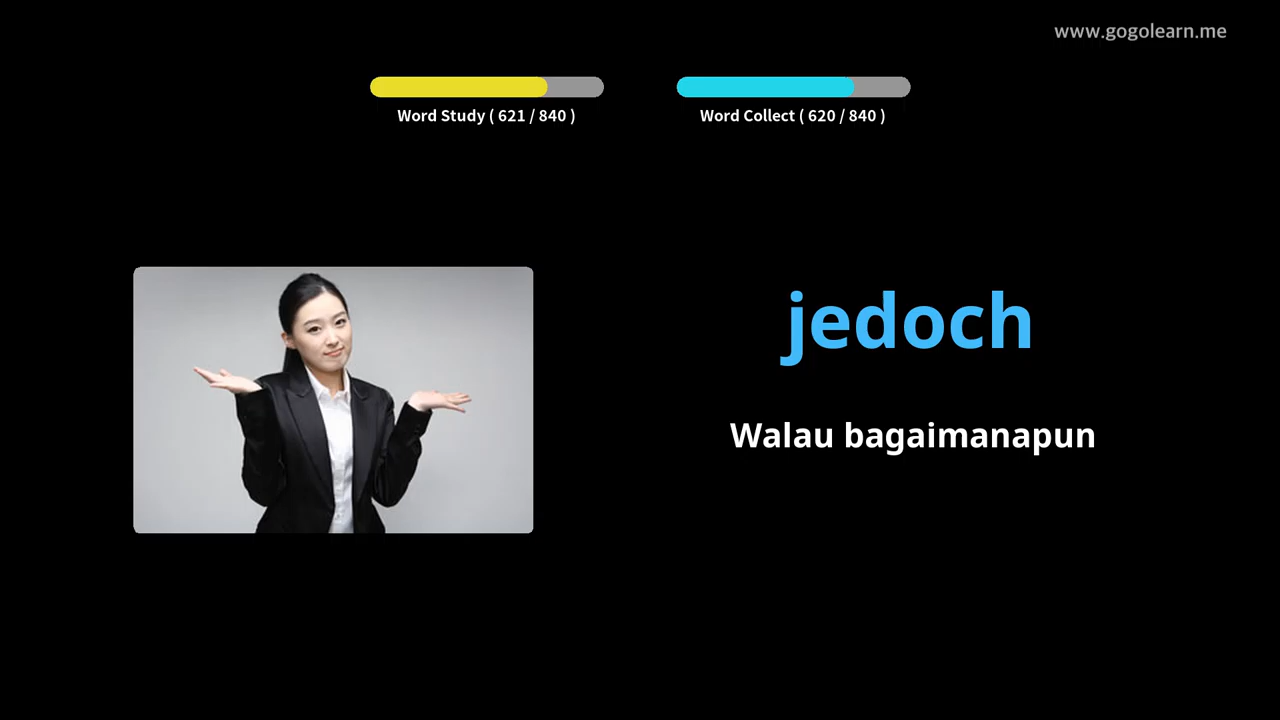 www.gogolearn.me
Word Study ( 621 / 840 )
Word Collect ( 620 / 840 )
jedoch
Walau bagaimanapun